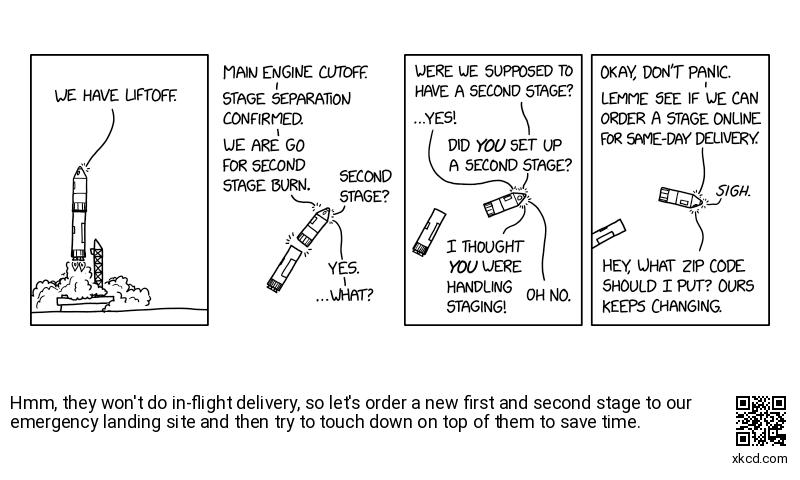 WE HAVE LIFTOFF.
MAIN ENGINE CUTOFF.
STAGE SEPARATION
CONFIRMED.
WE ARE GO
FOR SECOND
STAGE BURN.
SECOND
STAGE?
YES.
...WHAT?
WERE WE SUPPOSED TO
HAVE A SECOND STAGE?
...YES!
DID YOU SET UP
A SECOND STAGE?
I THOUGHT
YOU WERE
HANDLING
STAGING!
OH NO.
OKAY, DON'T PANIC.
LEMME SEE IF WE CAN
ORDER A STAGE ONLINE
FOR SAME-DAY DELIVERY.
SIGH.
HEY, WHAT ZIP CODE
SHOULD I PUT? OURS
KEEPS CHANGING.
Hmm, they won't do in-flight delivery, so let's order a new first and second stage to our
emergency landing site and then try to touch down on top of them to save time.
xkcd.com